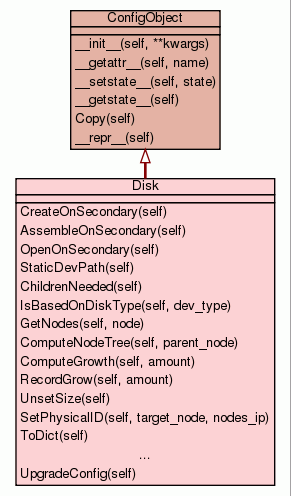 ConfigObject
__init__(self, **kwargs)
__getattr__(self, name)
__setstate__(self, state)
__getstate__(self)
Copy(self)
__repr__(self)
Disk
CreateOnSecondary(self)
AssembleOnSecondary(self)
OpenOnSecondary(self)
StaticDevPath(self)
ChildrenNeeded(self)
IsBasedOnDiskType(self, dev_type)
GetNodes(self, node)
ComputeNodeTree(self, parent_node)
ComputeGrowth(self, amount)
RecordGrow(self, amount)
UnsetSize(self)
SetPhysicalID(self, target_node, nodes_ip)
ToDict(self)
...
UpgradeConfig(self)